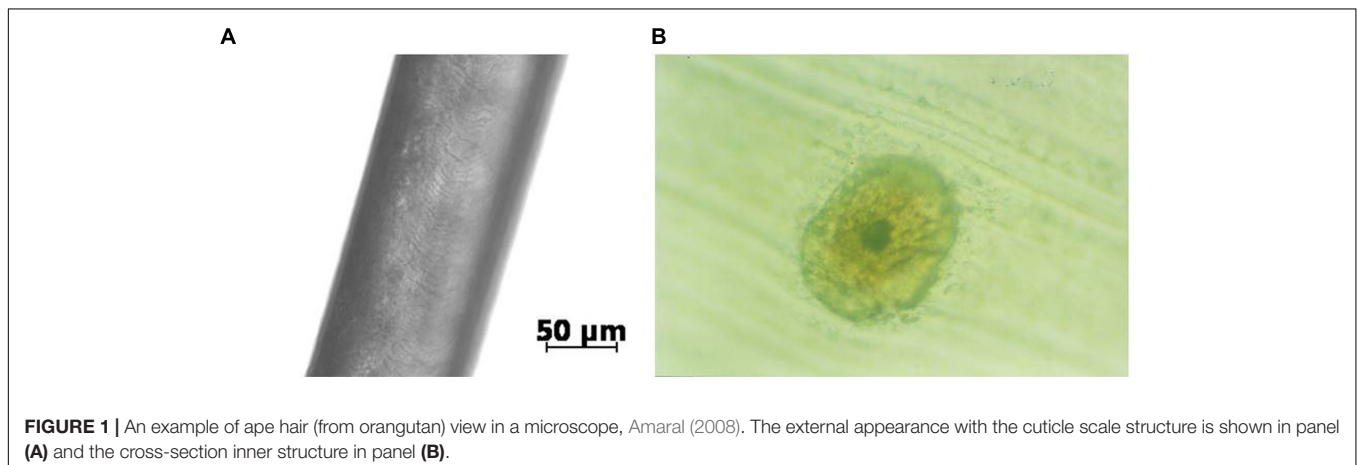 A
B
50 µm
FIGURE 1 | An example of ape hair (from orangutan) view in a microscope, Amaral (2008). The external appearance with the cuticle scale structure is shown in panel
(A) and the cross-section inner structure in panel (B).